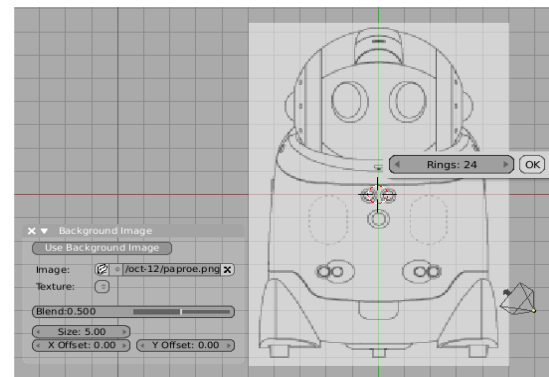 Rings: 24
OK
Background Image
Use Background Image
Image:
/oct-12/paproe.png
Texture:
Blend:0.500
Size: 5.00
X Offset: 0.00
Y Offset: 0.00